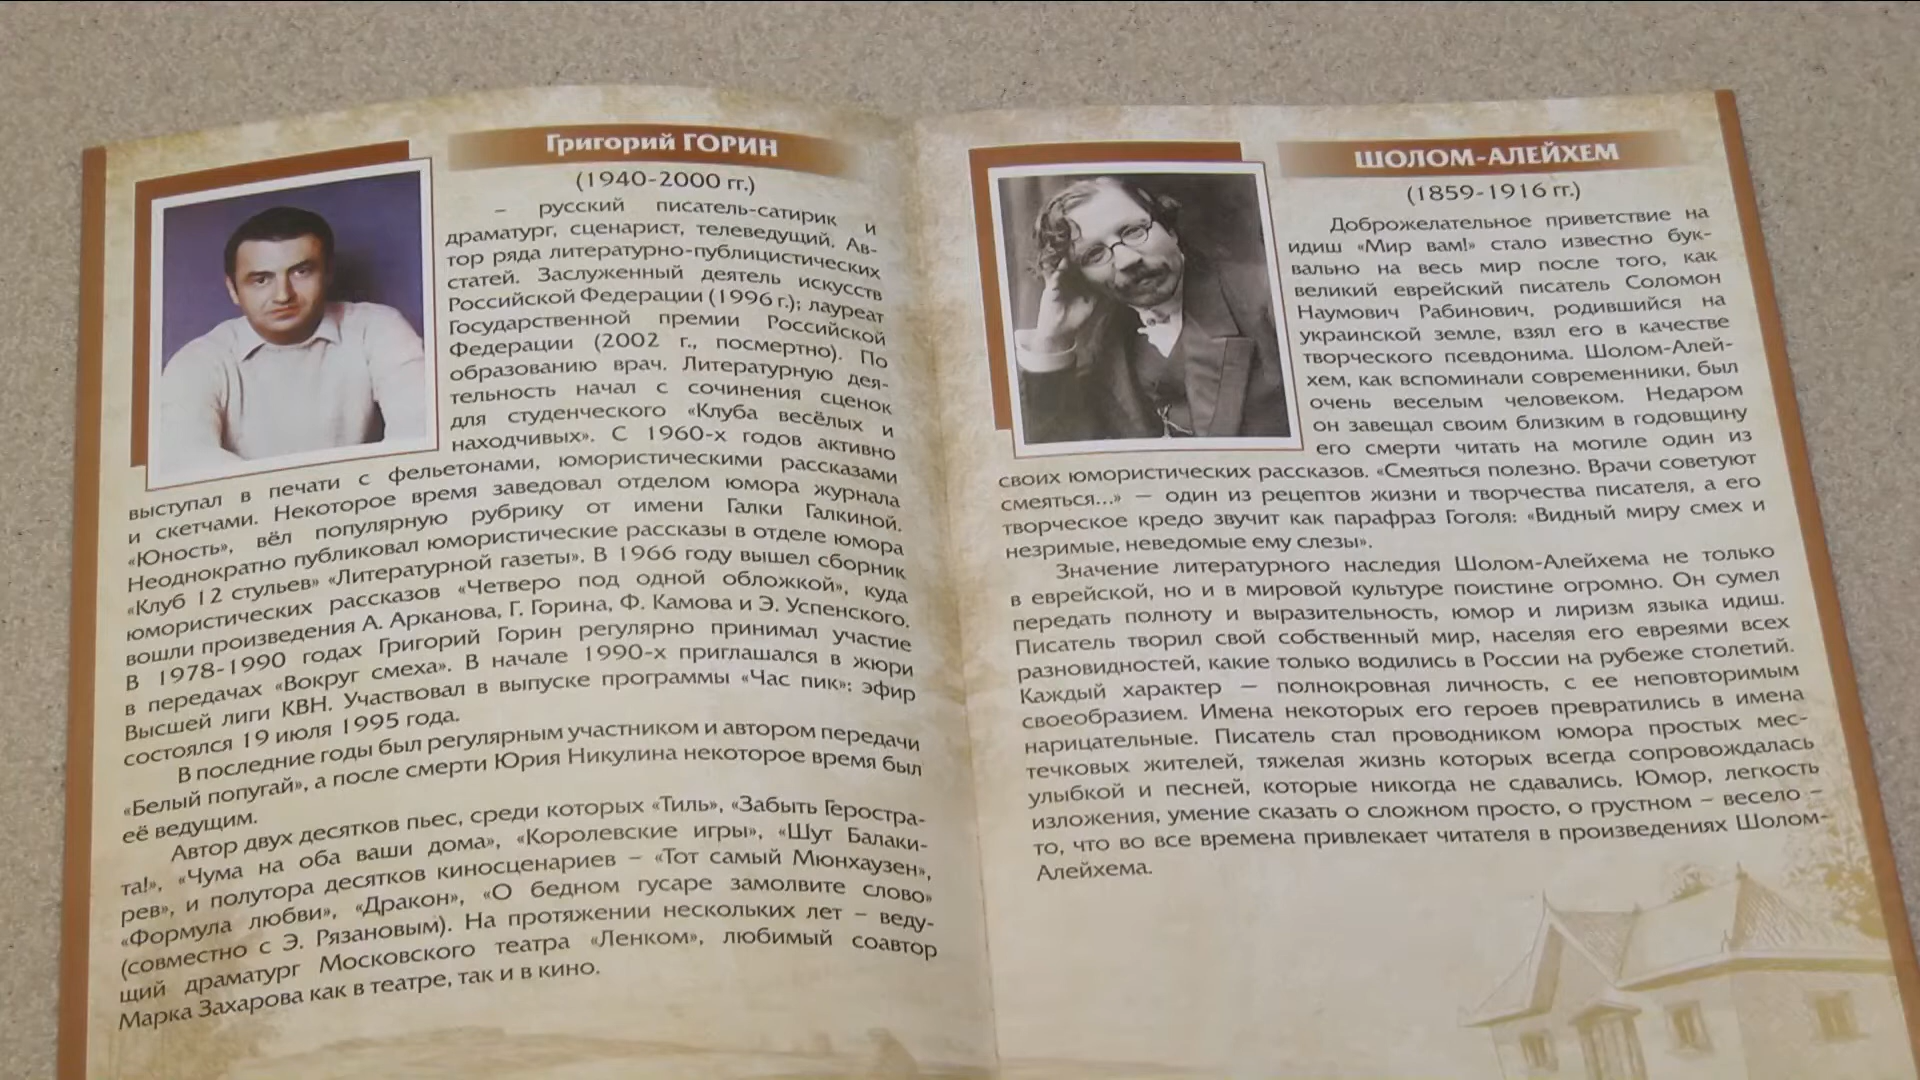 Григорий ГОРИН
(1940-2000 гг.)
– русский писатель-сатирик и
драматург, сценарист, телеведущий. Ав-
тор ряда литературно-публицистических
статей. Заслуженный деятель искусств
Российской Федерации (1996 г.); лауреат
Государственной премии Российской
Федерации (2002 г., посмертно). По
образованию врач. Литературную дея-
тельность начал с сочинения сценок
для студенческого «Клуба весёлых и
находчивых». С 1960-х годов активно
выступал в печати с фельетонами, юмористическими рассказами
и скетчами. Некоторое время заведовал отделом юмора журнала
«Юность», вёл популярную рубрику от имени Галки Галкиной.
Неоднократно публиковал юмористические рассказы в отделе юмора
«Клуб 12 стульев» «Литературной газеты». В 1966 году вышел сборник
юмористических рассказов «Четверо под одной обложкой», куда
вошли произведения А. Арканова, Г. Горина, Ф. Камова и Э. Успенского.
В 1978-1990 годах Григорий Горин регулярно принимал участие
в передачах «Вокруг смеха». В начале 1990-х приглашался в жюри
Высшей лиги КВН. Участвовал в выпуске программы «Час пик»: эфир
состоялся 19 июля 1995 года.
В последние годы был регулярным участником и автором передачи
«Белый попугай», а после смерти Юрия Никулина некоторое время был
её ведущим.
Автор двух десятков пьес, среди которых «Тиль», «Забыть Геростра-
та!», «Чума на оба ваши дома», «Королевские игры», «Шут Балаки-
рев», и полутора десятков киносценариев – «Тот самый Мюнхаузен»,
«Формула любви», «Дракон», «О бедном гусаре замолвите слово»
(совместно с Э. Рязановым). На протяжении нескольких лет – веду-
щий драматург Московского театра «Ленком», любимый соавтор
Марка Захарова как в театре, так и в кино.
ШОЛОМ-АЛЕЙХЕМ
(1859-1916 гг.)
Доброжелательное приветствие на
идиш «Мир вам!» стало известно бук-
вально на весь мир после того, как
великий еврейский писатель Соломон
Наумович Рабинович, родившийся на
украинской земле, взял его в качестве
творческого псевдонима. Шолом-Алей-
хем, как вспоминали современники, был
очень веселым человеком. Недаром
он завещал своим близким в годовщину
его смерти читать на могиле один из
своих юмористических рассказов. «Смеяться полезно. Врачи советуют
смеяться...» — один из рецептов жизни и творчества писателя, а его
творческое кредо звучит как парафраз Гоголя: «Видный миру смех и
незримые, неведомые ему слезы».
Значение литературного наследия Шолом-Алейхема не только
в еврейской, но и в мировой культуре поистине огромно. Он сумел
передать полноту и выразительность, юмор и лиризм языка идиш.
Писатель творил свой собственный мир, населяя его евреями всех
разновидностей, какие только водились в России на рубеже столетий.
Каждый характер — полнокровная личность, с ее неповторимым
своеобразием. Имена некоторых его героев превратились в имена
нарицательные. Писатель стал проводником юмора простых мес-
течковых жителей, тяжелая жизнь которых всегда сопровождалась
улыбкой и песней, которые никогда не сдавались. Юмор, легкость
изложения, умение сказать о сложном просто, о грустном – весело –
то, что во все времена привлекает читателя в произведениях Шолом-
Алейхема.